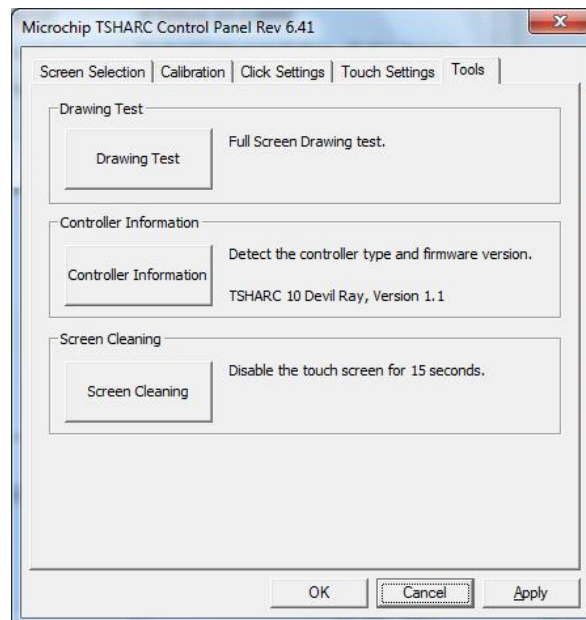 Microchip TSHARC Control Panel Rev 6.41
Screen Selection Calibration Click Settings Touch Settings Tools
Drawing Test
Drawing Test
Full Screen Drawing test.
Controller Information
Controller Information
Detect the controller type and firmware version.
TSHARC 10 Devil Ray, Version 1.1
Screen Cleaning
Screen Cleaning
Disable the touch screen for 15 seconds.
OK Cancel Apply